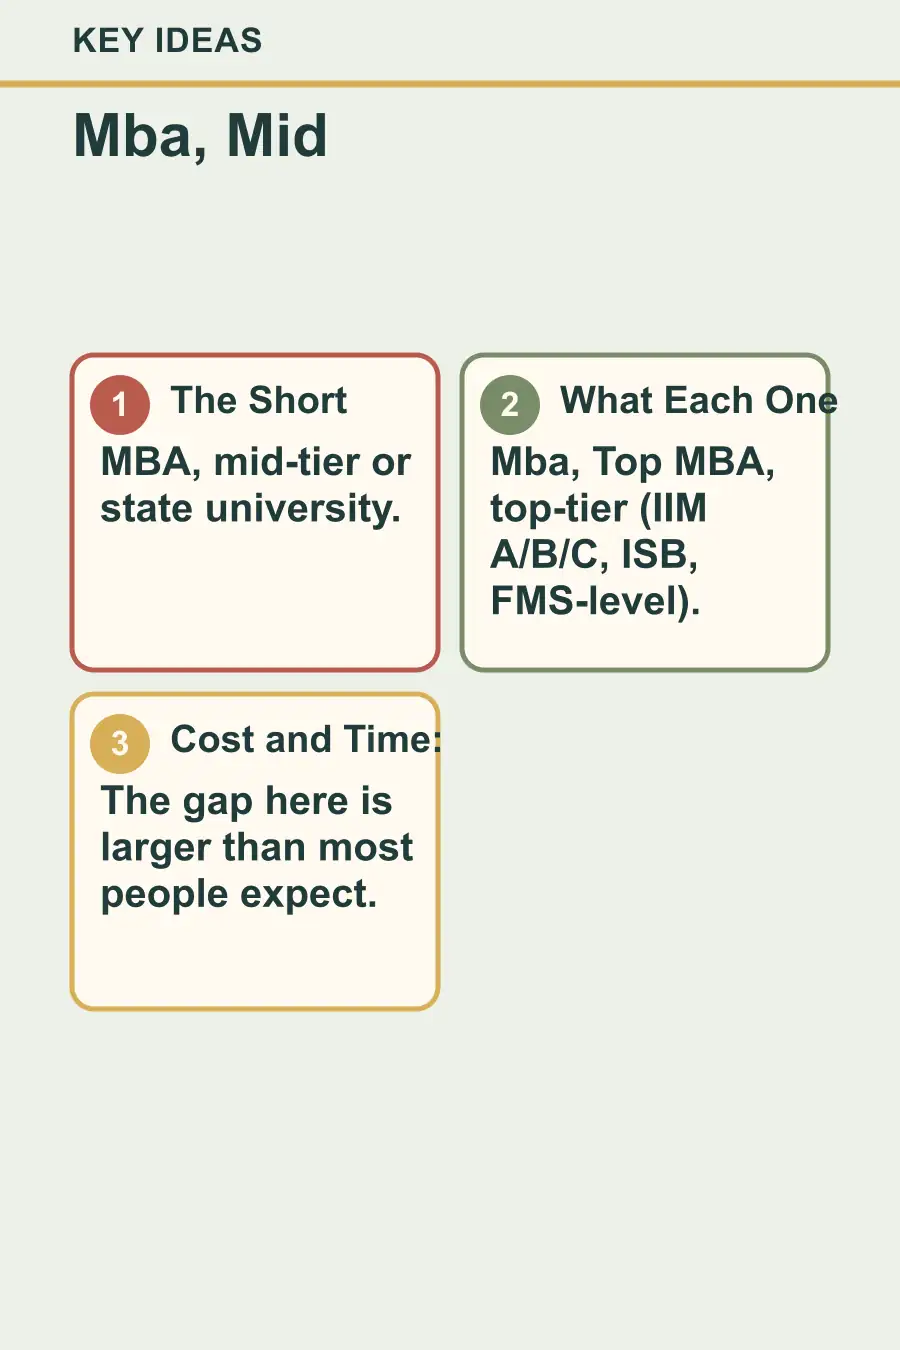 KEY IDEAS
Mba, Mid
1 The Short
MBA, mid-tier or
state university.
2 What Each One
Mba, Top MBA,
top-tier (IIM
A/B/C, ISB,
FMS-level).
3 Cost and Time:
The gap here is
larger than most
people expect.